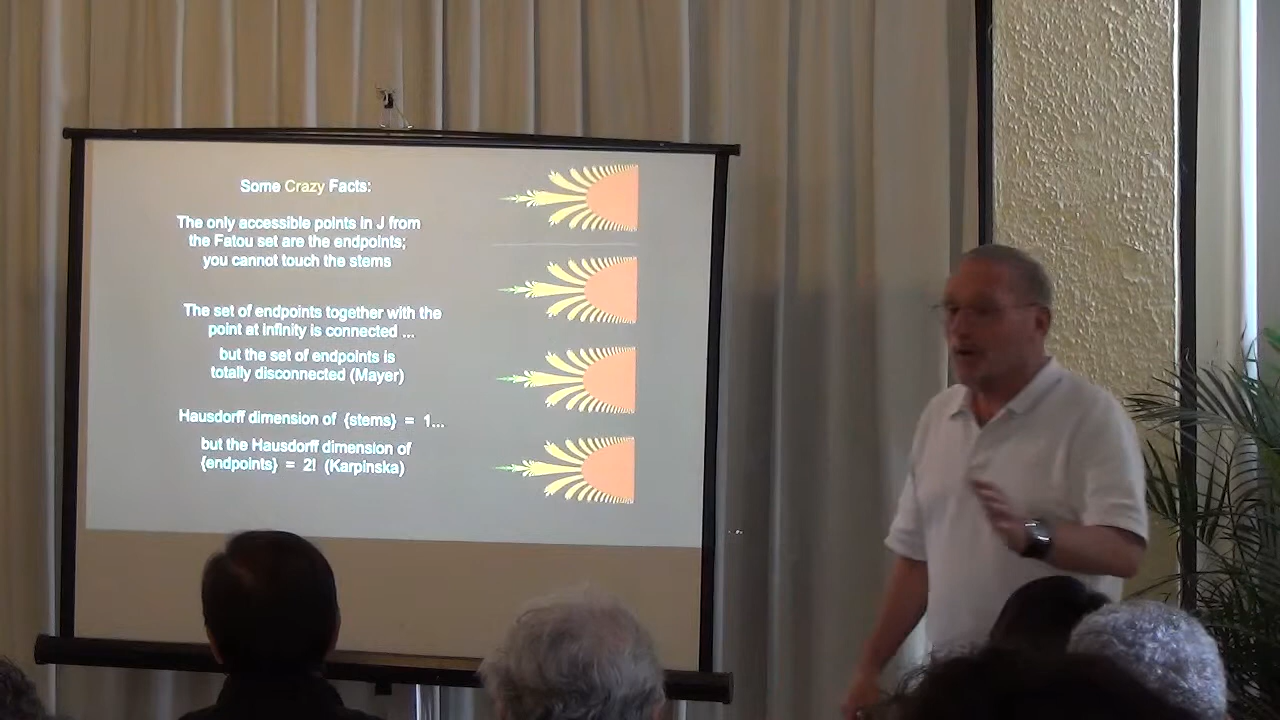 Some Crazy Facts:
The only accessible points in J from
the Fatou set are the endpoints;
you cannot touch the stems
The set of endpoints together with the
point at infinity is connected ...
but the set of endpoints is
totally disconnected (Mayer)
Hausdorff dimension of {stems} = 1...
but the Hausdorff dimension of
{endpoints} = 2! (Karpinska)